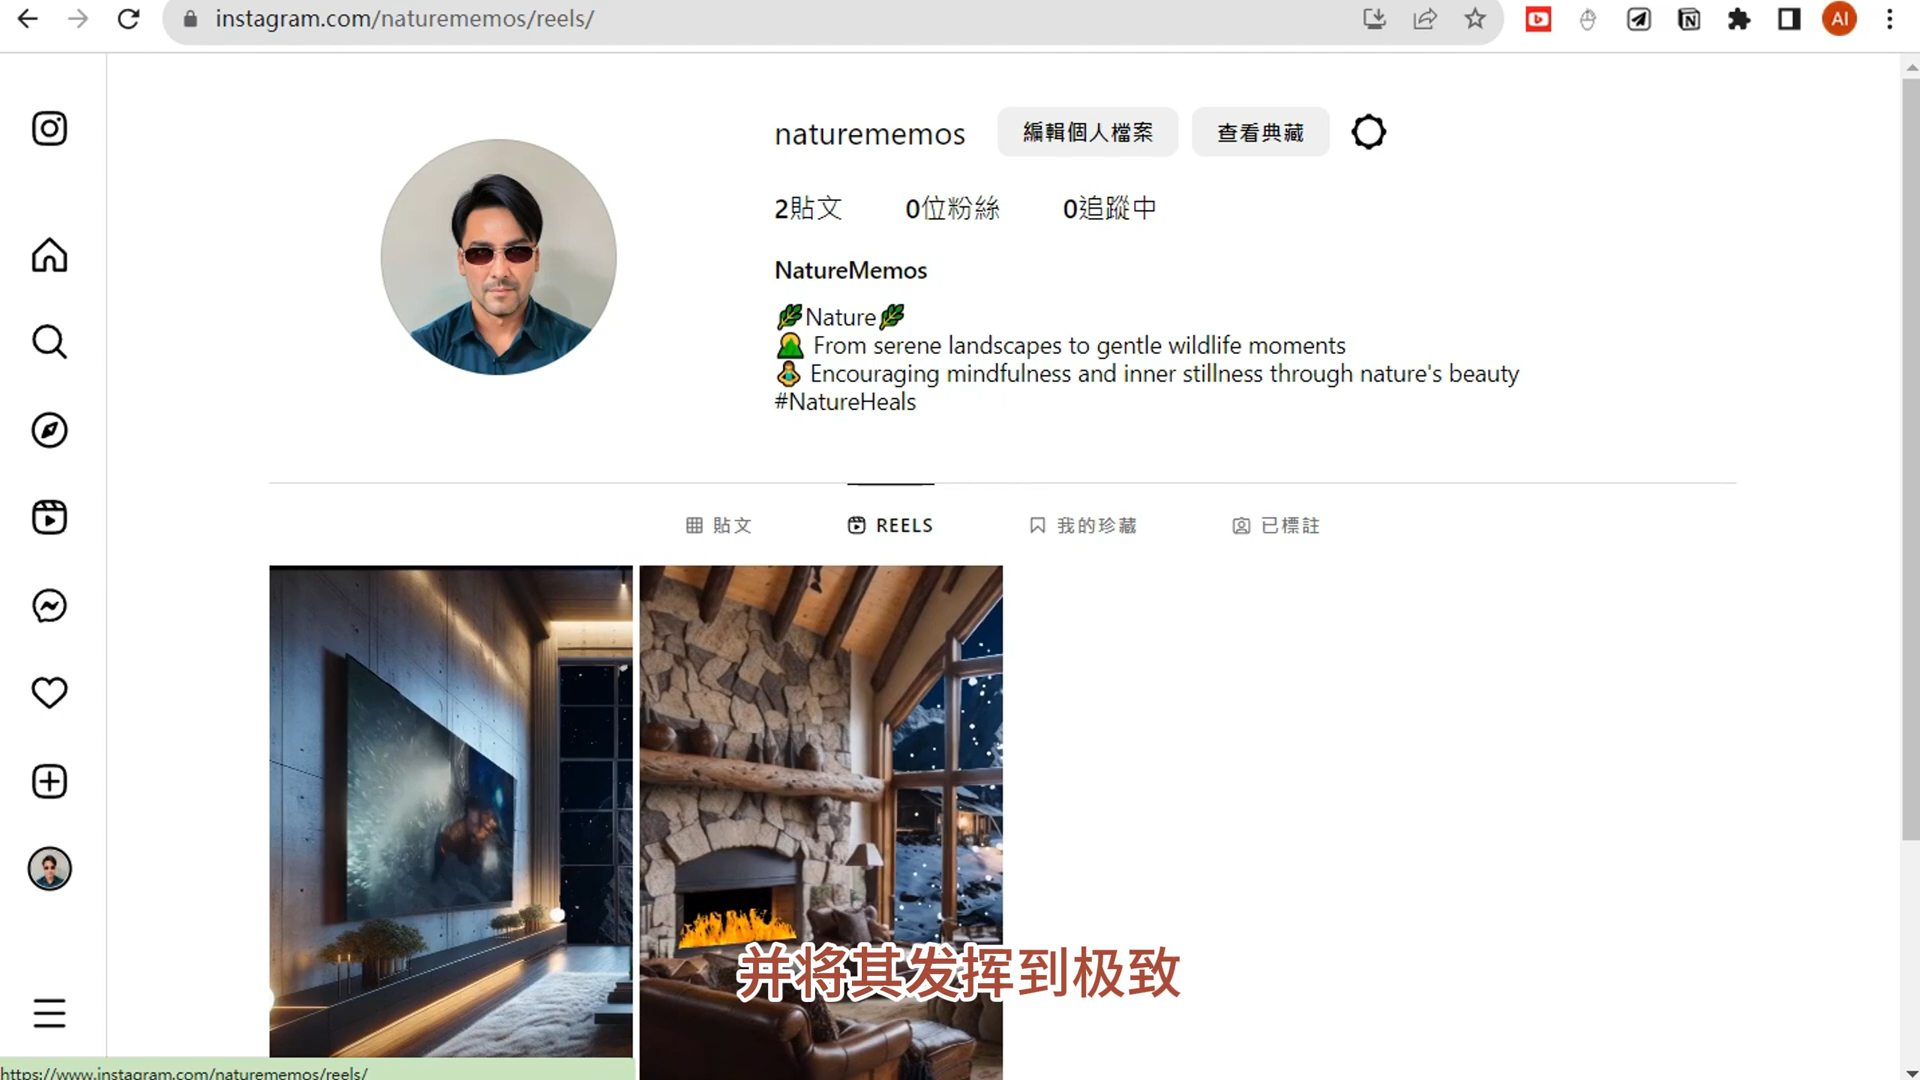 instagram.com/naturememos/reels/
AI
naturememos
編輯個人檔案
查看典藏
2貼文
0位粉絲
0追蹤中
NatureMemos
Nature
From serene landscapes to gentle wildlife moments
Encouraging mindfulness and inner stillness through nature's beauty
#NatureHeals
貼文
REELS
我的珍藏
已標註
并将其发挥到极致
https://www.instagram.com/naturememos/reels/